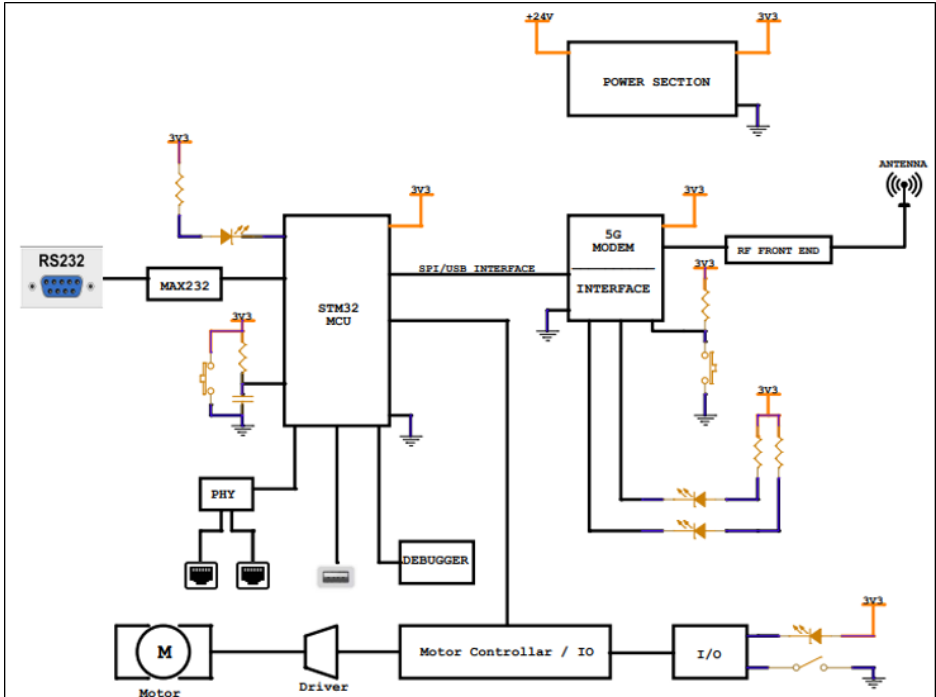 +24V
3V3
POWER SECTION
3V3
ANTENNA
3V3
3V3
5G
MODEM
INTERFACE
RF FRONT END
RS232
MAX232
SPI/USB INTERFACE
3V3
STM32
MCU
3V3
3V3
PHY
DEBUGGER
3V3
M
Motor
Driver
Motor Controllar / IO
I/O